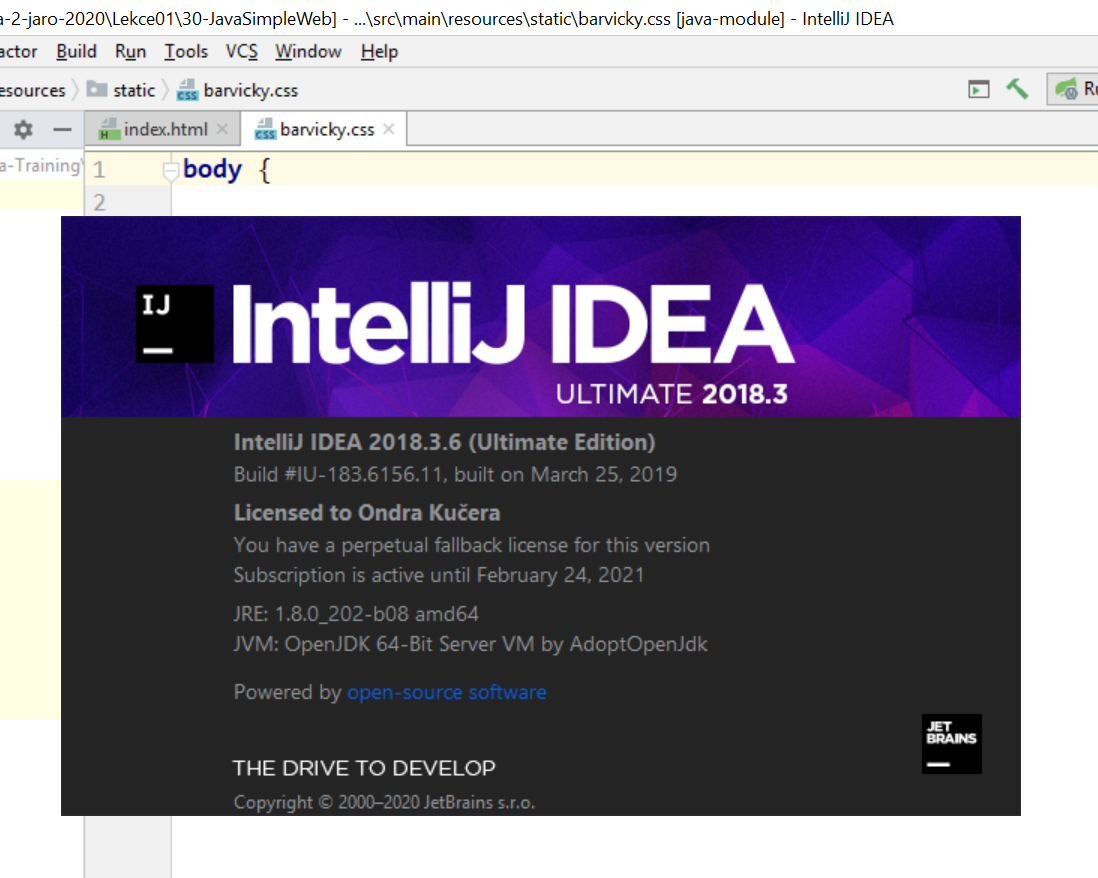 a-2-jaro-2020\Lekce01\30-JavaSimpleWeb] - ...\src\main\resources\static\barvicky.css [java-module] - IntelliJ IDEA
actor Build Run Tools VCS Window Help
esources static barvicky.css Ru
index.html barvicky.css
a-Training\ 1 body {
2
IJ
IntelliJ IDEA
ULTIMATE 2018.3
IntelliJ IDEA 2018.3.6 (Ultimate Edition)
Build #IU-183.6156.11, built on March 25, 2019
Licensed to Ondra Kučera
You have a perpetual fallback license for this version
Subscription is active until February 24, 2021
JRE: 1.8.0_202-b08 amd64
JVM: OpenJDK 64-Bit Server VM by AdoptOpenJdk
Powered by open-source software
JET
BRAINS
THE DRIVE TO DEVELOP
Copyright © 2000–2020 JetBrains s.r.o.